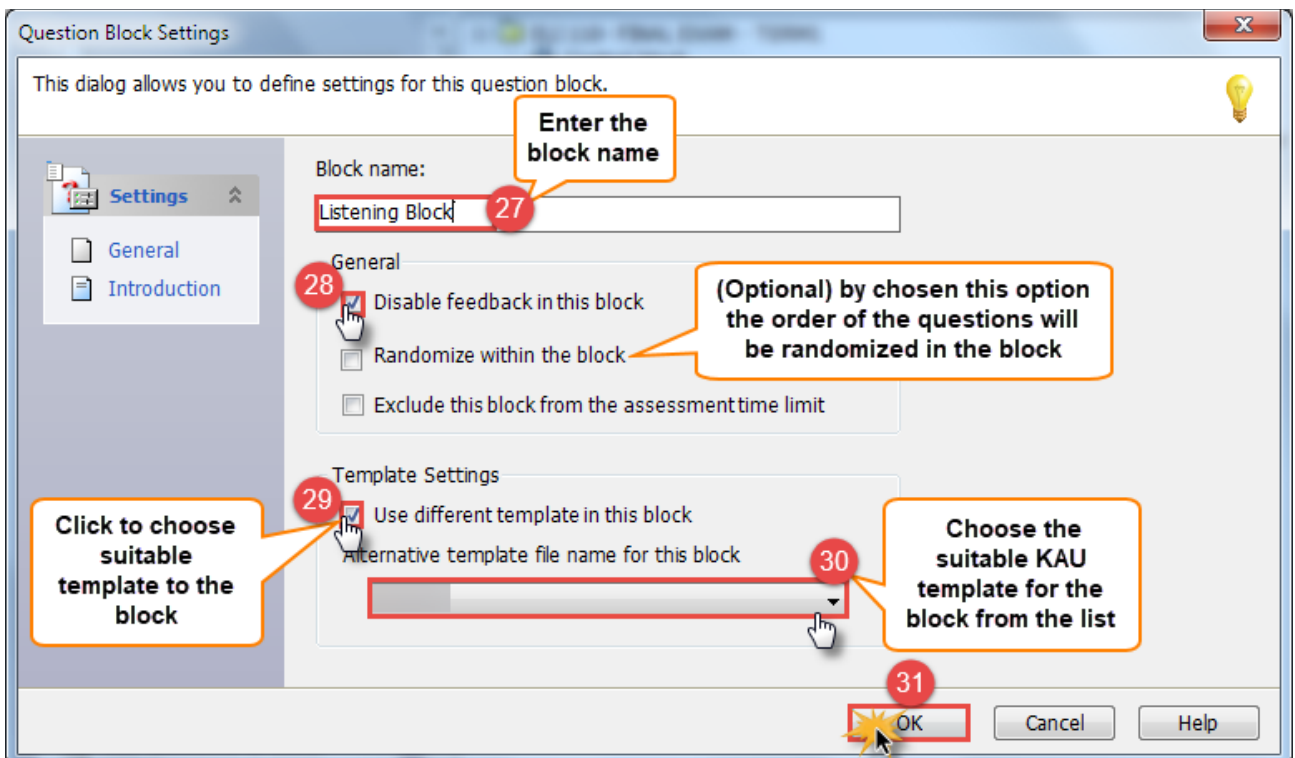 Question Block Settings
This dialog allows you to define settings for this question block.
Enter the
block name
Settings
General
Introduction
Block name:
Listening Block
27
General
28
Disable feedback in this block
Randomize within the block
(Optional) by chosen this option
the order of the questions will
be randomized in the block
Exclude this block from the assessment time limit
Template Settings
29
Use different template in this block
Click to choose
suitable
template to the
block
Alternative template file name for this block
30
Choose the
suitable KAU
template for the
block from the list
31
OK
Cancel
Help